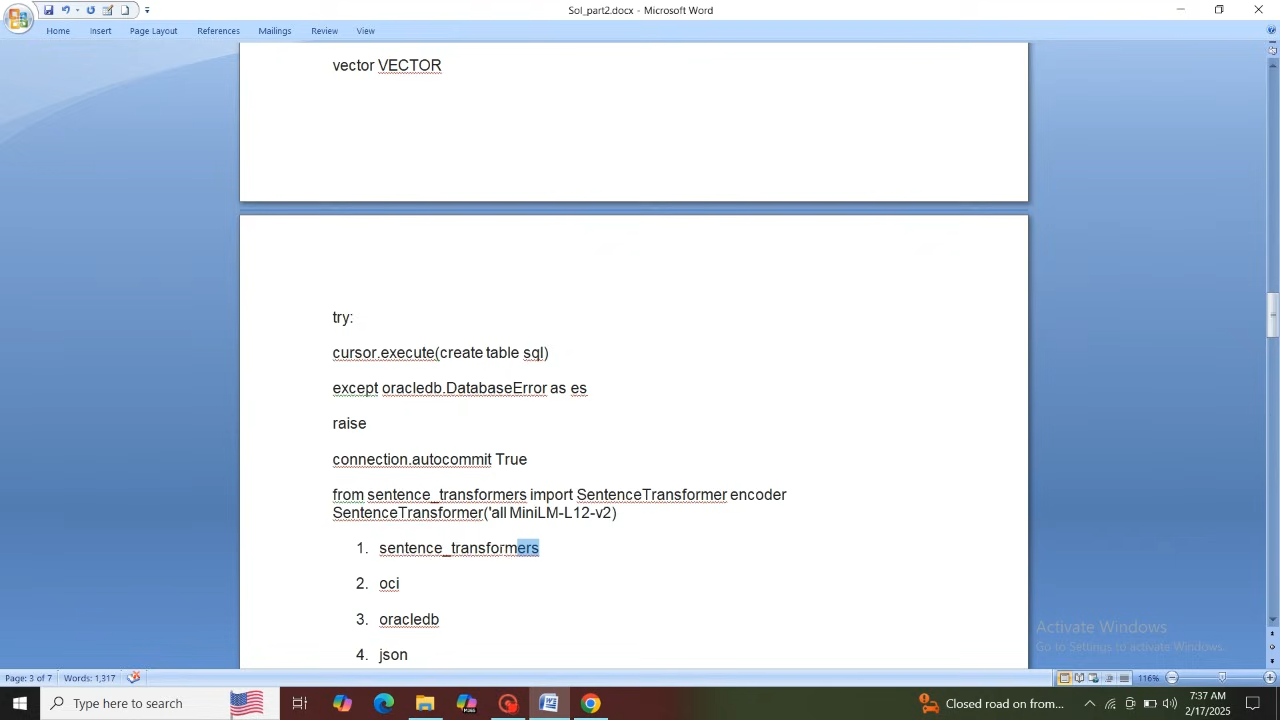 Sol_part2.docx - Microsoft Word
Home Insert Page Layout References Mailings Review View
vector VECTOR
try:
cursor.execute(create table sql)
except oracledb.DatabaseError as es
raise
connection.autocommit True
from sentence_transformers import SentenceTransformer encoder
SentenceTransformer('all MiniLM-L12-v2)
1. sentence_transformers
2. oci
3. oracledb
4. json
Activate Windows
Go to Settings to activate Windows.
Page: 3 of 7 Words: 1,317 116%
Type here to search Closed road on from... 7:37 AM
2/17/2025